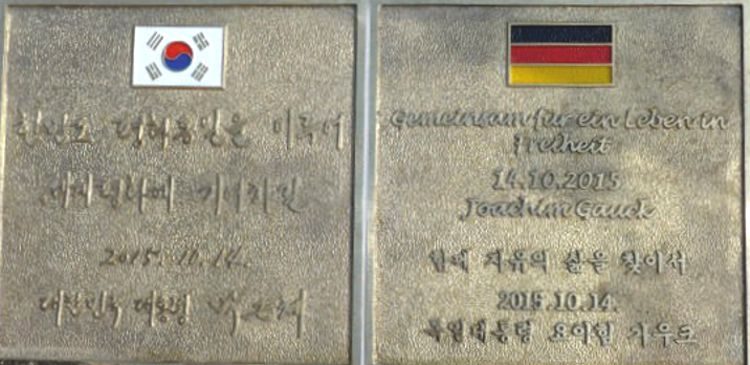 한반도 평화통일을 이루어
세계평화에 기여하길
2015. 10. 14.
대한민국 대통령 박근혜
Gemeinsam für ein Leben in
Freiheit
14.10.2015
Joachim Gauck
함께 자유의 삶을 찾아서
2015.10.14.
독일대통령 요아힘 가우크